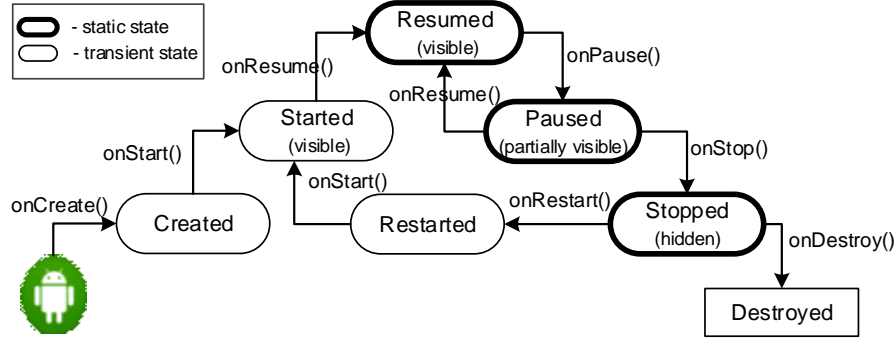 - static state
- transient state
Resumed
(visible)
onResume()
onPause()
onResume()
Started
(visible)
Paused
(partially visible)
onStart()
onStop()
onStart()
onRestart()
onCreate()
Created
Restarted
Stopped
(hidden)
onDestroy()
Destroyed